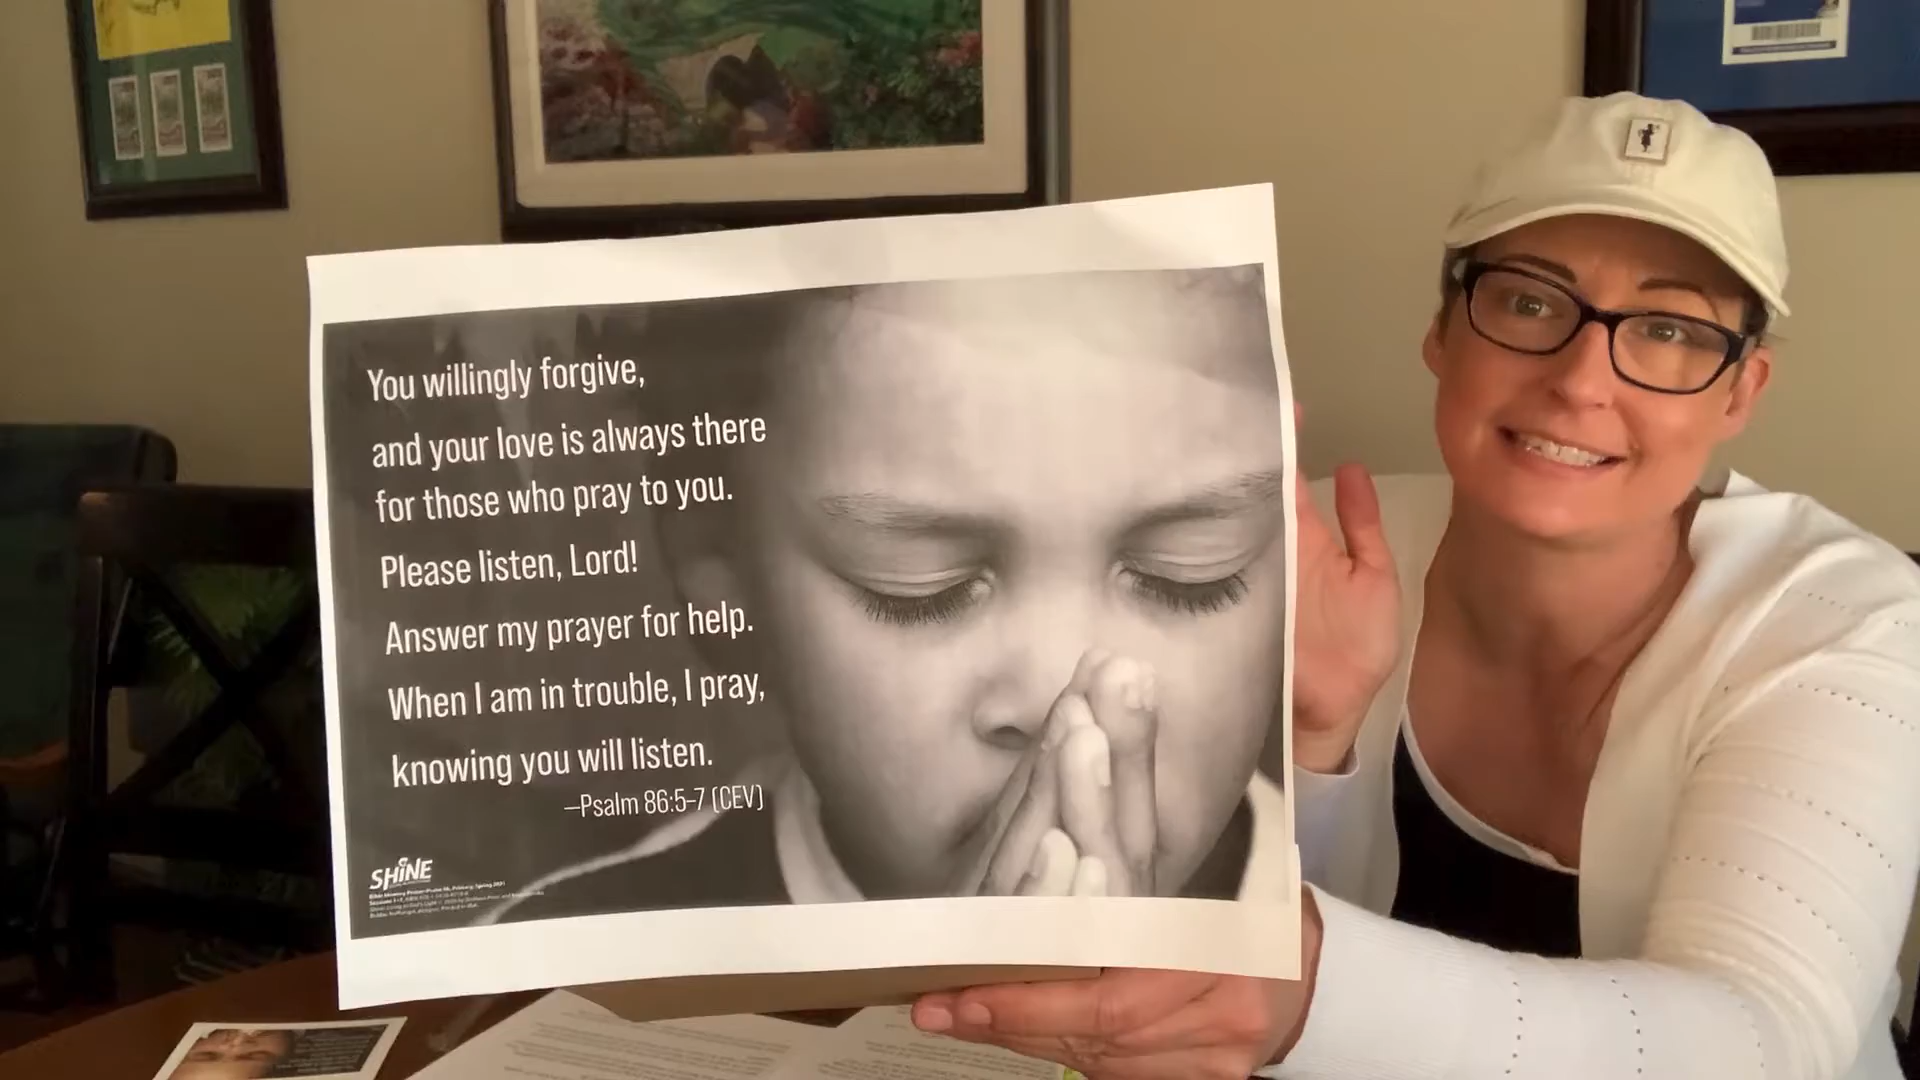 You willingly forgive,
and your love is always there
for those who pray to you.
Please listen, Lord!
Answer my prayer for help.
When I am in trouble, I pray,
knowing you will listen.
—Psalm 86:5–7 (CEV)
SHINE